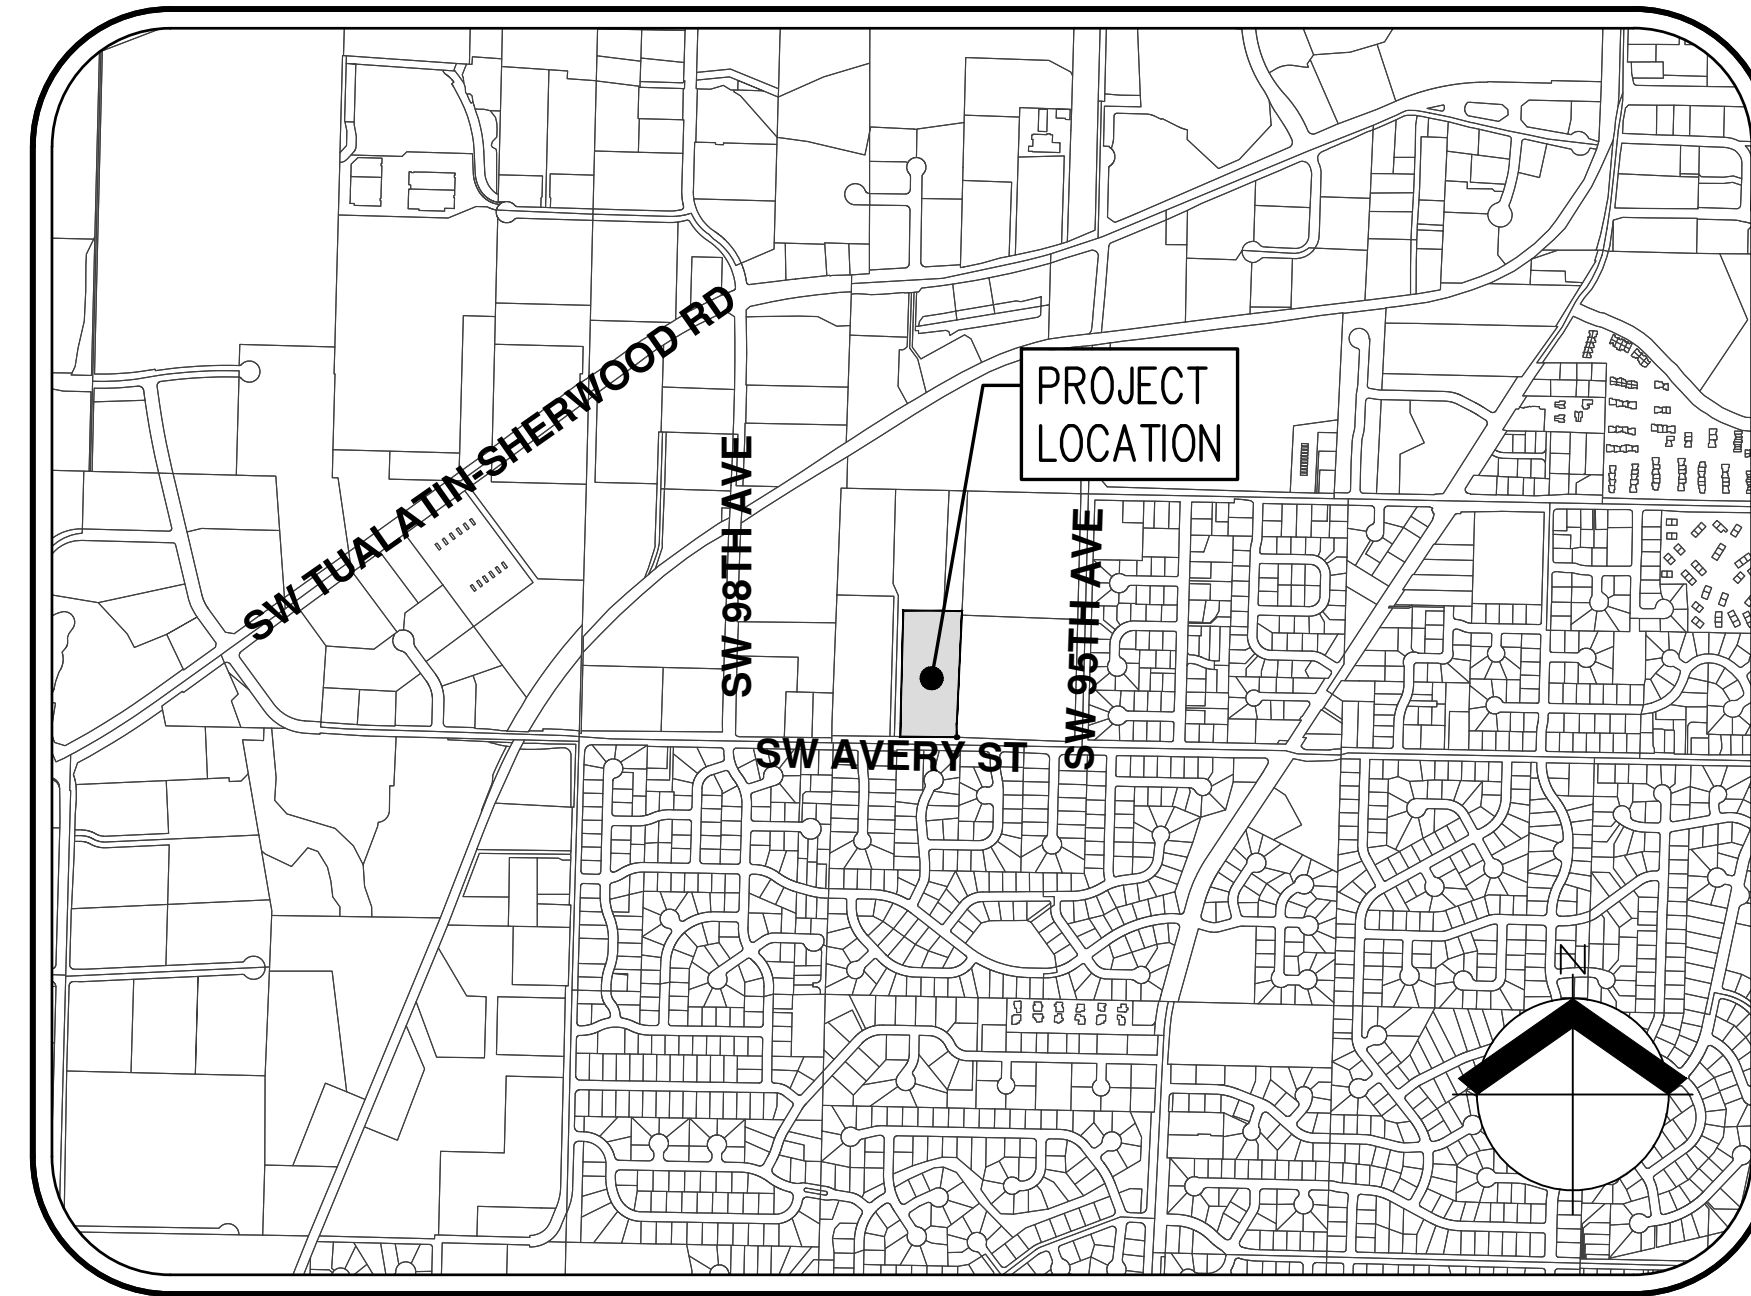 SW TUALATIN-SHERWOOD RD
PROJECT
LOCATION
SW 98TH AVE
SW 95TH AVE
SW AVERY ST
N